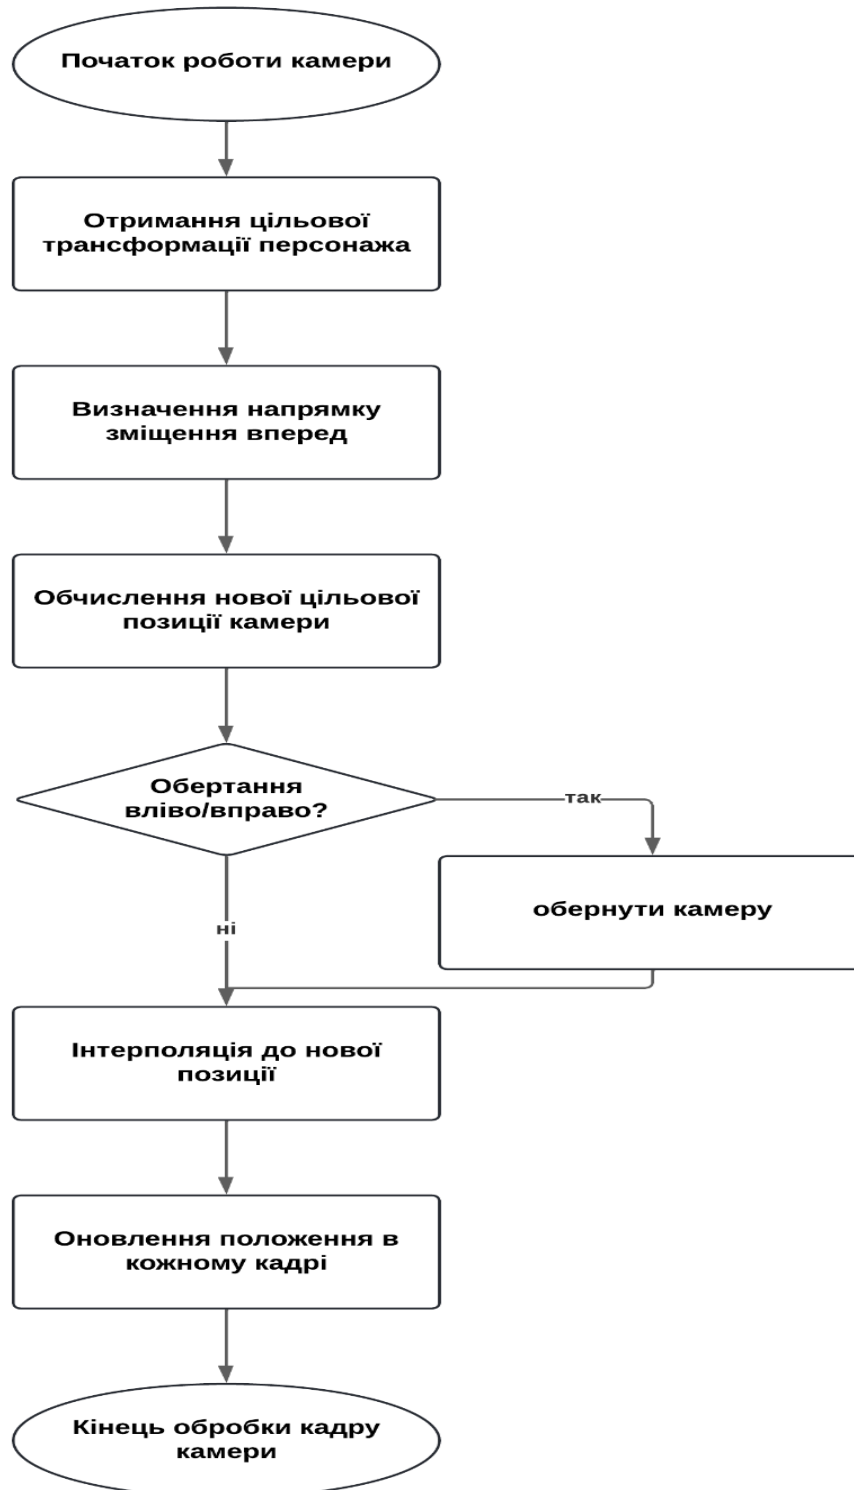 Початок роботи камери
Отримання цільової
трансформації персонажа
Визначення напрямку
зміщення вперед
Обчислення нової цільової
позиції камери
Обертання
вліво/вправо?
так
обернути камеру
ні
Інтерполяція до нової
позиції
Оновлення положення в
кожному кадрі
Кінець обробки кадру
камери